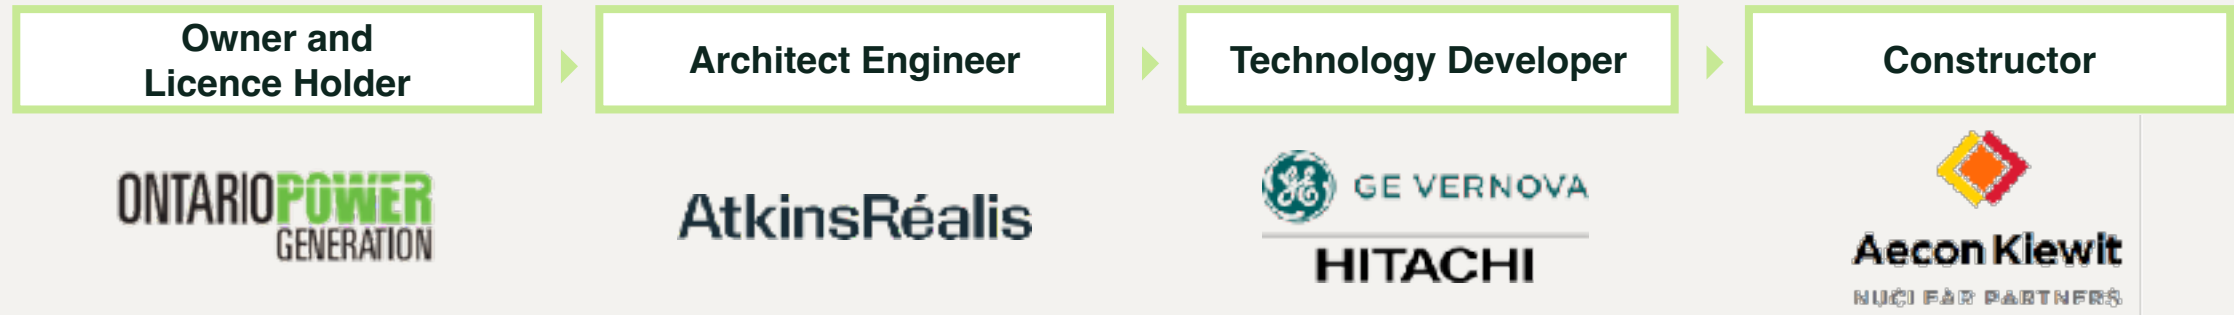 Owner and
Licence Holder
Architect Engineer
Technology Developer
Constructor
ONTARIOPOWER
GENERATION
AtkinsRéalis
GE VERNOVA
HITACHI
Aecon Kiewit
NUCLEAR PARTNERS